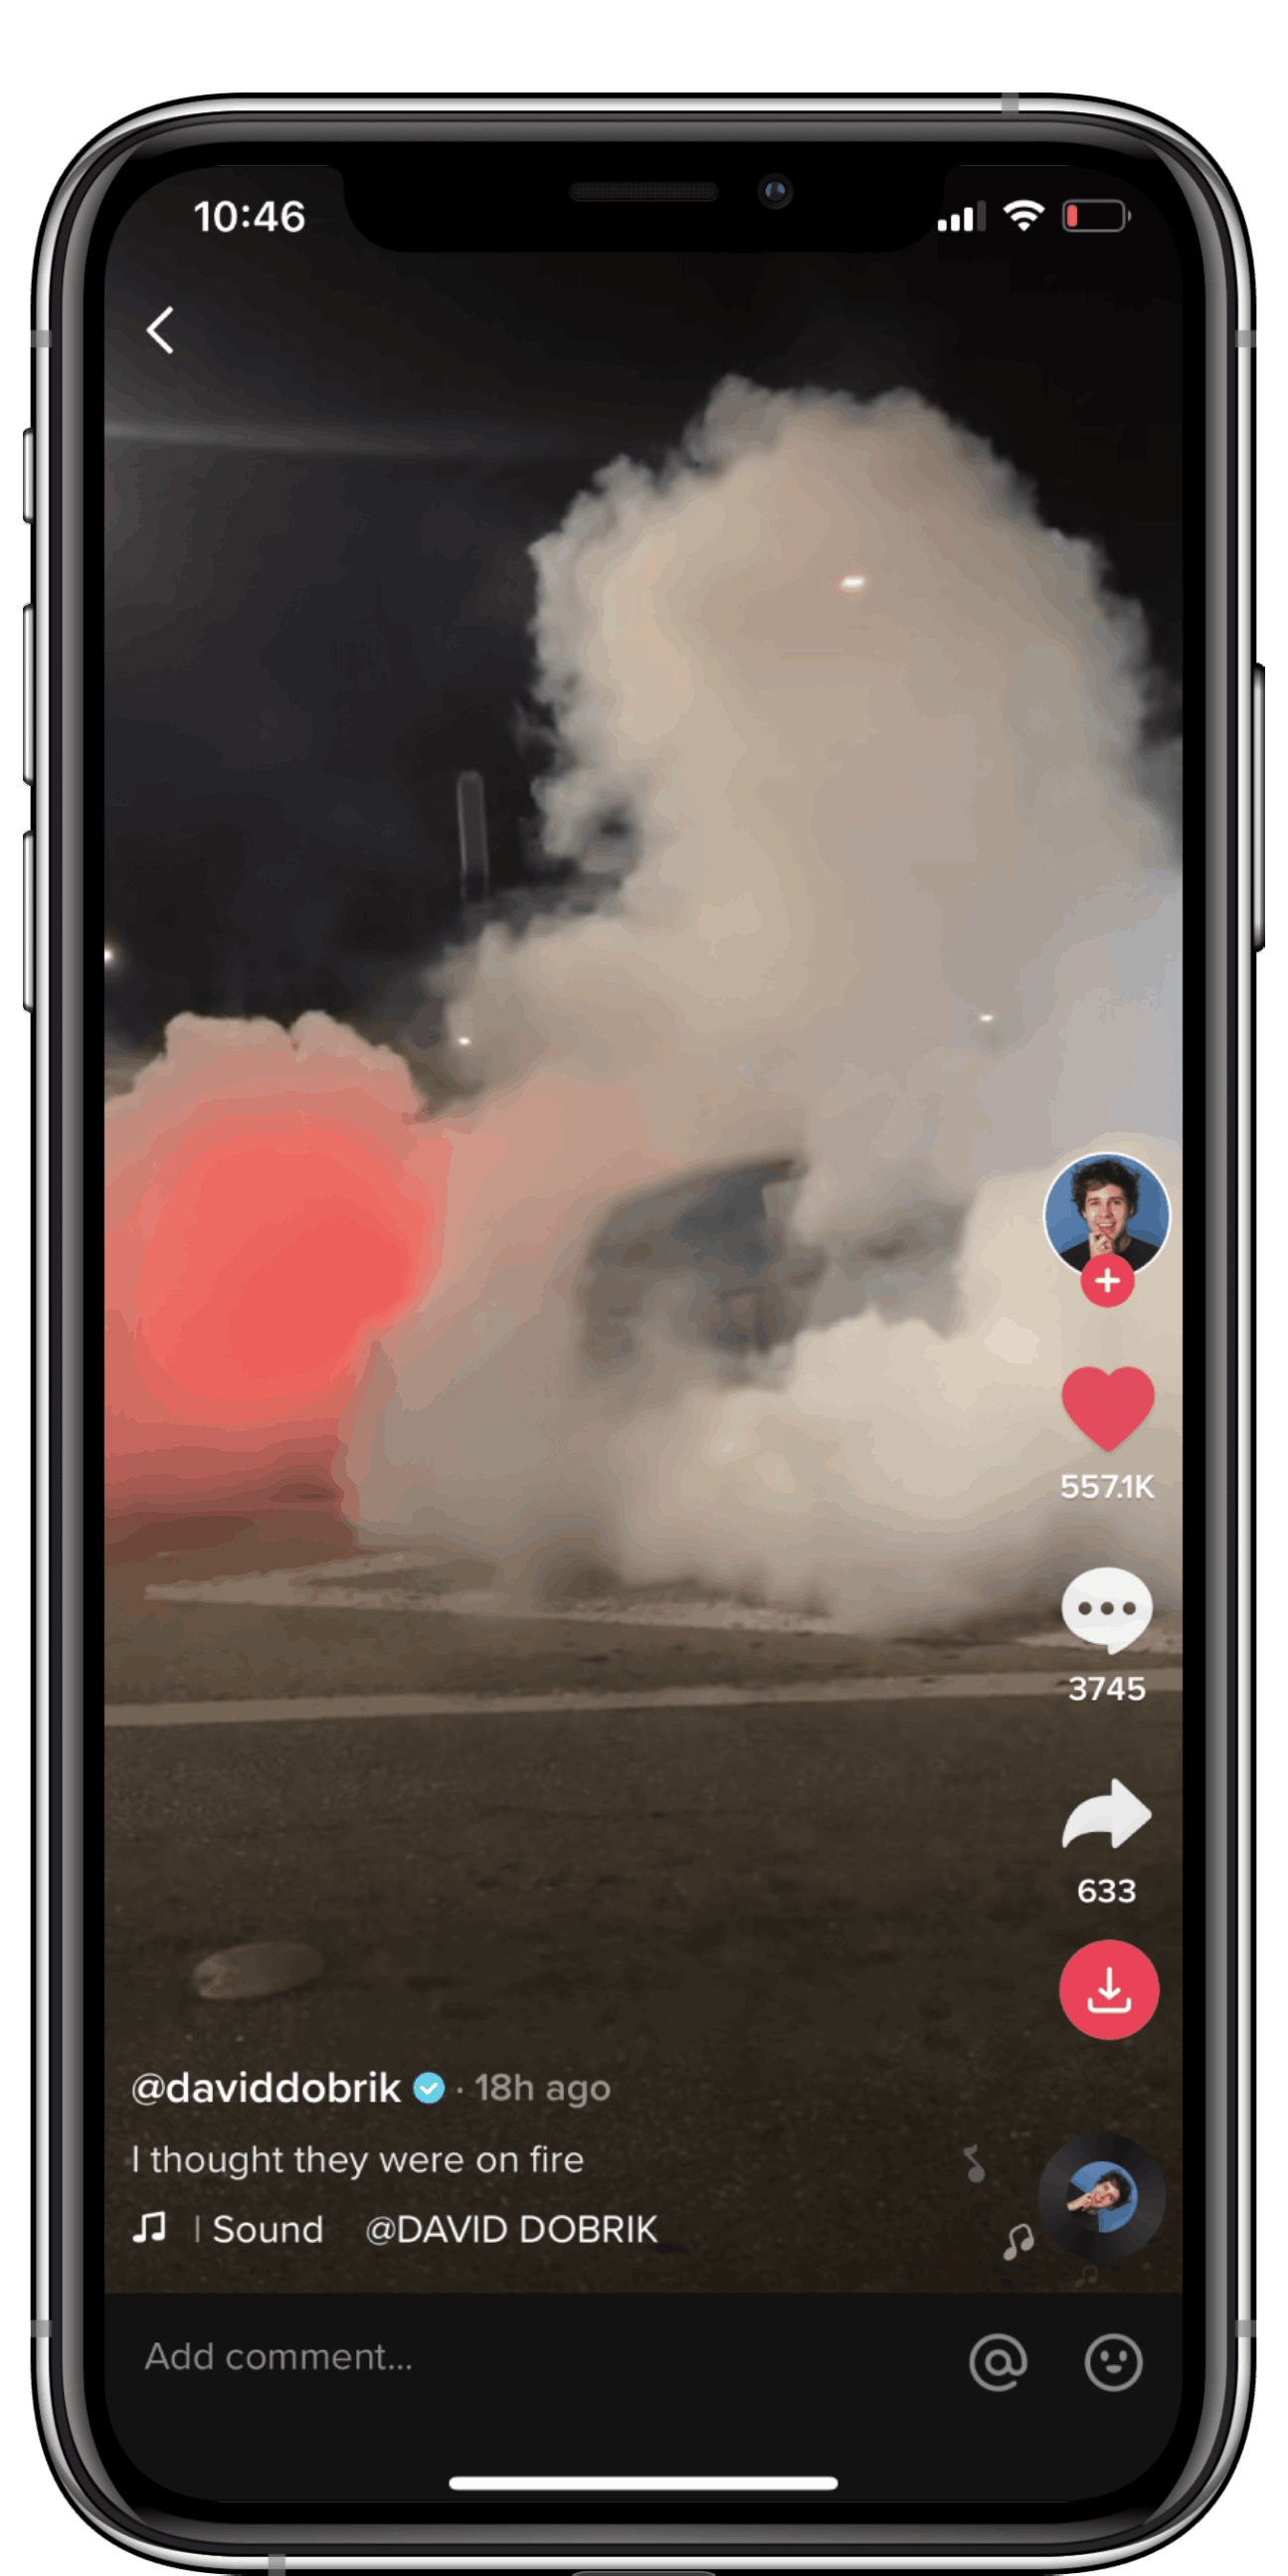 10:46
557.1K
3745
633
@daviddobrik · 18h ago
I thought they were on fire
| Sound @DAVID DOBRIK
Add comment...